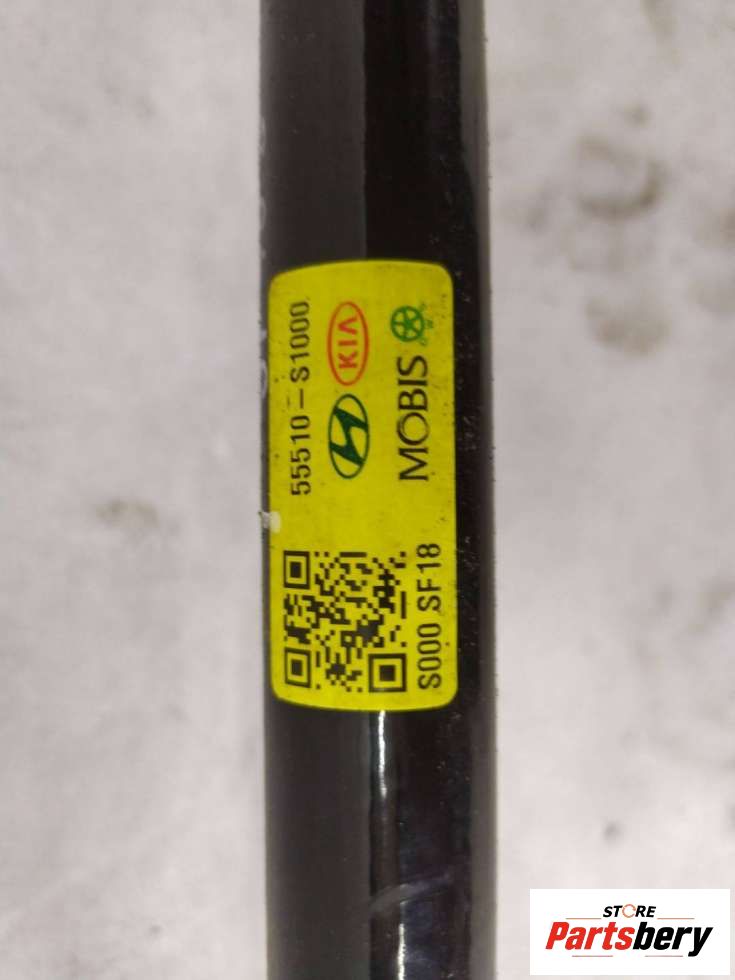 55510-S1000
KIA
MOBIS
S000 SF18
STORE
Partsbery